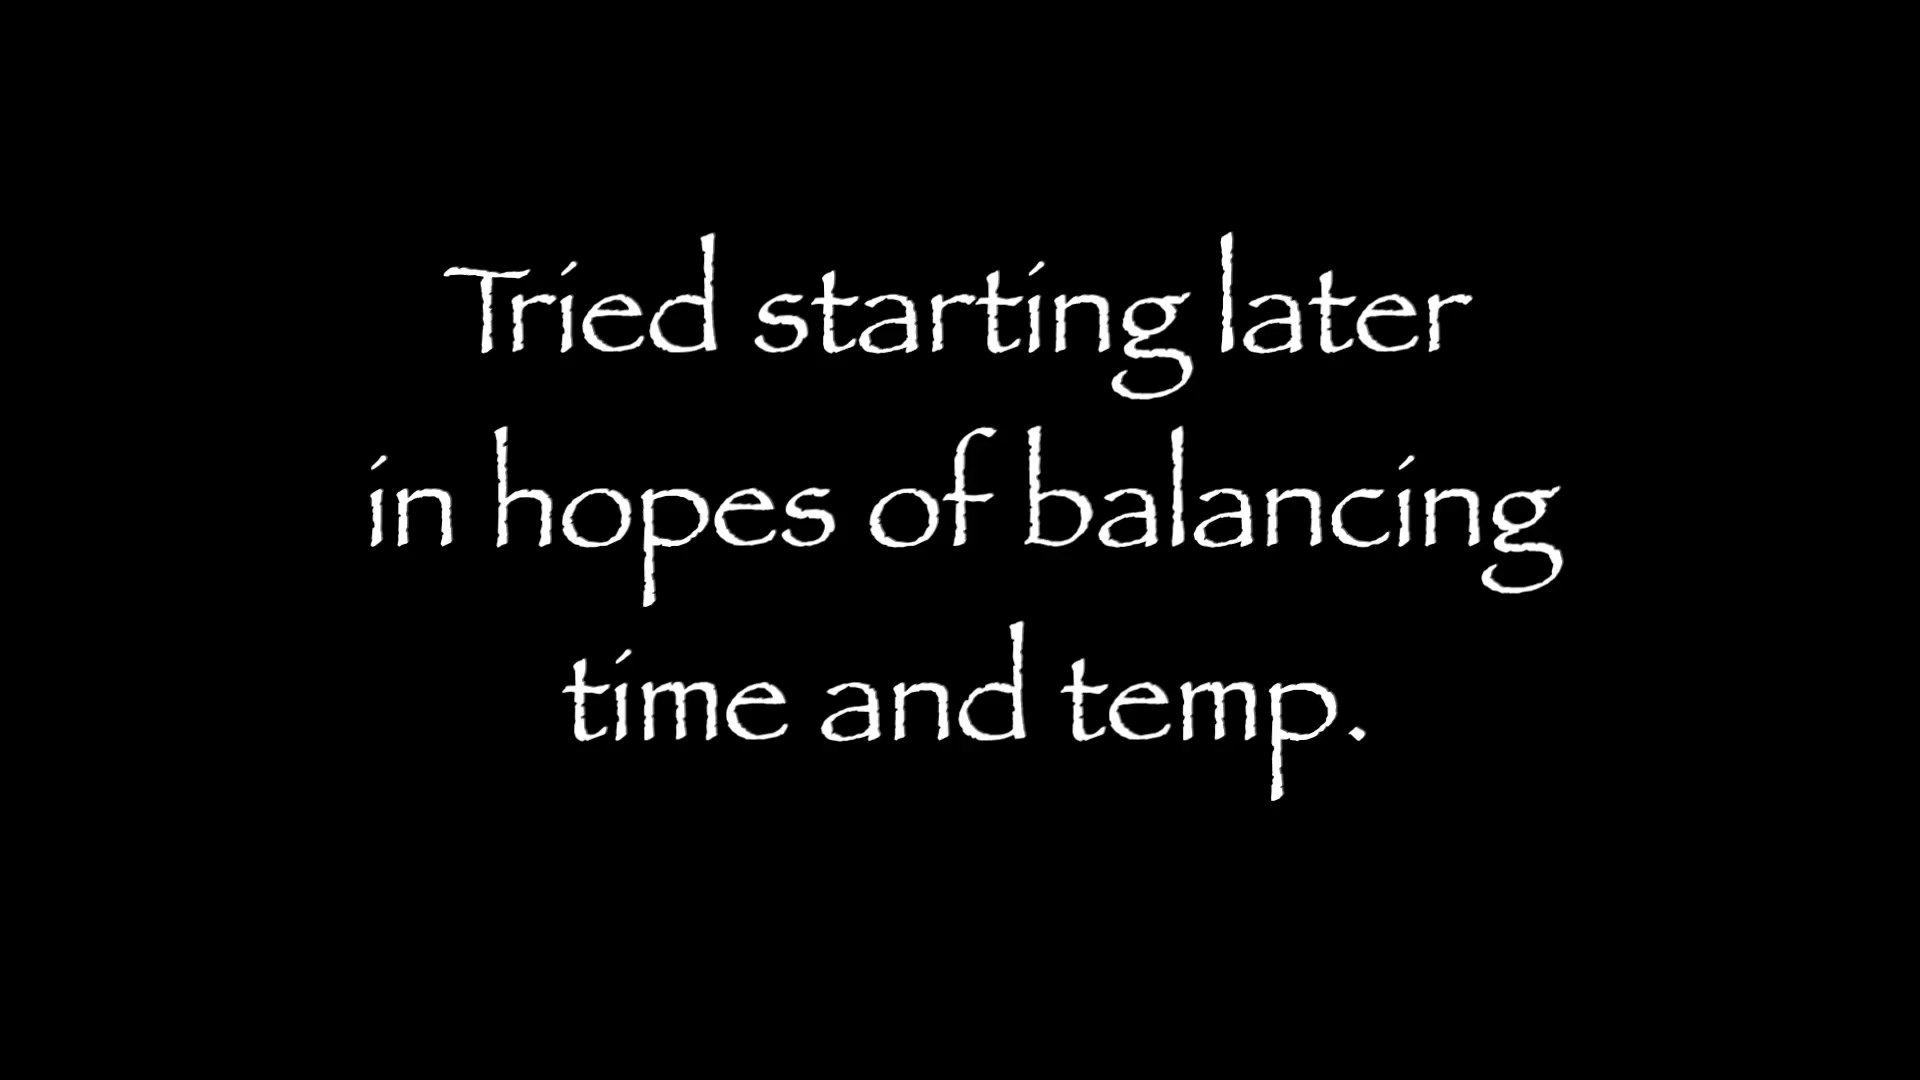 Tried starting later
in hopes of balancing
time and temp.